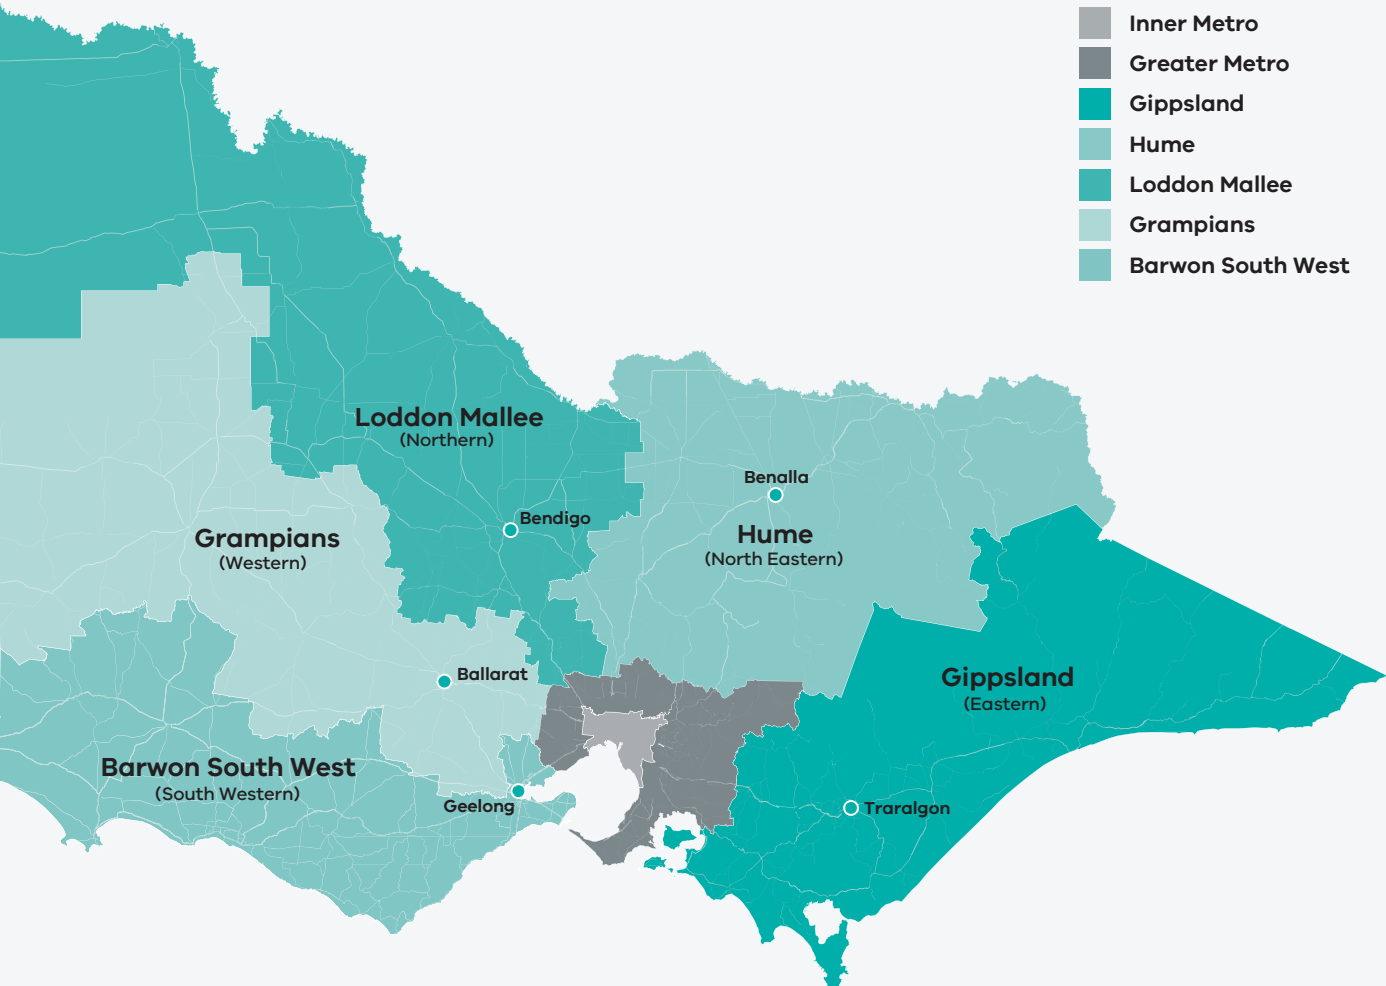 Inner Metro
Greater Metro
Gippsland
Hume
Loddon Mallee
Grampians
Barwon South West
Loddon Mallee
(Northern)
Benalla
Bendigo
Grampians
(Western)
Hume
(North Eastern)
Ballarat
Gippsland
(Eastern)
Barwon South West
(South Western)
Geelong
Traralgon